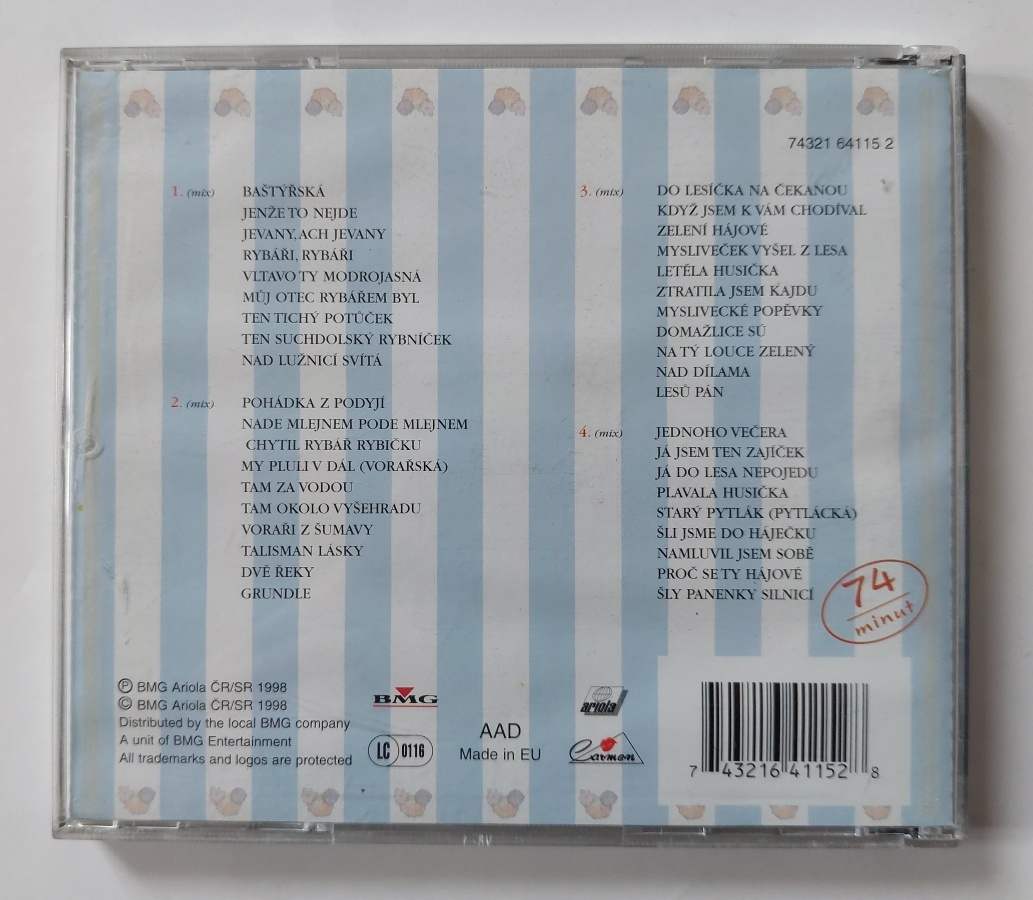 74321 64115 2
1. (mix) BAŠTÝŘSKÁ
JENŽE TO NEJDE
JEVANY, ACH JEVANY
RYBÁŘI, RYBÁŘI
VLTAVO TY MODROJASNÁ
MŮJ OTEC RYBÁŘEM BYL
TEN TICHÝ POTŮČEK
TEN SUCHDOLSKÝ RYBNÍČEK
NAD LUŽNICÍ SVÍTÁ
2. (mix) POHÁDKA Z PODYJÍ
NADE MLEJNEM PODE MLEJNEM
CHYTIL RYBÁŘ RYBIČKU
MY PLULI V DÁL (VORAŘSKÁ)
TAM ZA VODOU
TAM OKOLO VYŠEHRADU
VORAŘI Z ŠUMAVY
TALISMAN LÁSKY
DVĚ ŘEKY
GRUNDLE
3. (mix) DO LESÍČKA NA ČEKANOU
KDYŽ JSEM K VÁM CHODÍVAL
ZELENÍ HÁJOVÉ
MYSLIVEČEK VYŠEL Z LESA
LETĚLA HUSIČKA
ZTRATILA JSEM KAJDU
MYSLIVECKÉ POPĚVKY
DOMAŽLICE SÚ
NA TÝ LOUCE ZELENÝ
NAD DÍLAMA
LESŮ PÁN
4. (mix) JEDNOHO VEČERA
JÁ JSEM TEN ZAJÍČEK
JÁ DO LESA NEPOJEDU
PLAVALA HUSIČKA
STARÝ PYTLÁK (PYTLÁCKÁ)
ŠLI JSME DO HÁJEČKU
NAMLUVIL JSEM SOBĚ
PROČ SE TY HÁJOVÉ
ŠLY PANENKY SILNICÍ
74
minut
Ⓟ BMG Ariola ČR/SR 1998
© BMG Ariola ČR/SR 1998
Distributed by the local BMG company
A unit of BMG Entertainment
All trademarks and logos are protected
BMG
LC 0116
AAD
Made in EU
ariola
Carmen
7 43216 41152 8